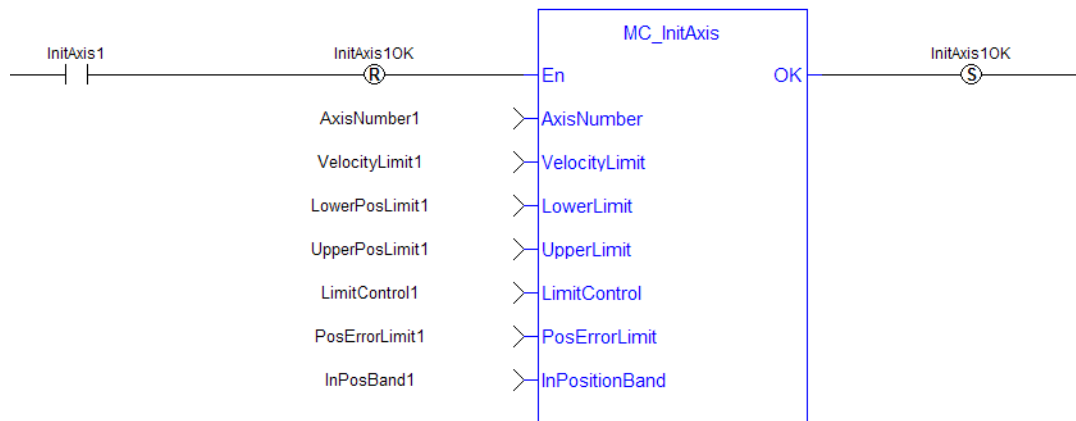 MC_InitAxis
InitAxis1
InitAxis1OK
InitAxis1OK
R
En
OK
S
AxisNumber1
AxisNumber
VelocityLimit1
VelocityLimit
LowerPosLimit1
LowerLimit
UpperPosLimit1
UpperLimit
LimitControl1
LimitControl
PosErrorLimit1
PosErrorLimit
InPosBand1
InPositionBand